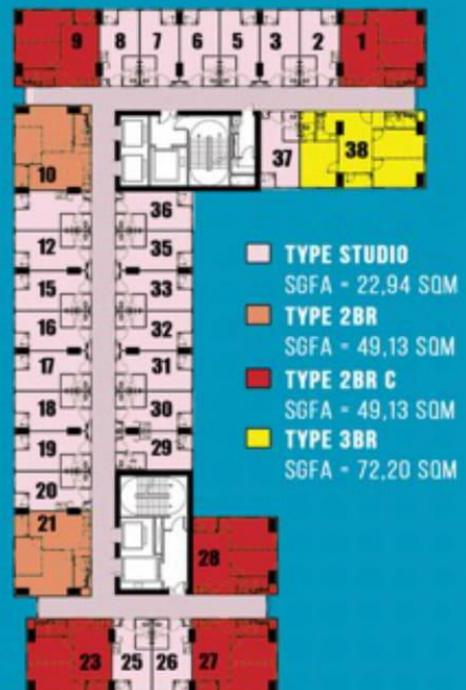 9 8 7 6 5 3 2 1
10 37 38
36
12 35
15 33
16 32
17 31
18 30
19 29
20
21
28
23 25 26 27
TYPE STUDIO
SGFA = 22,94 SQM
TYPE 2BR
SGFA = 49,13 SQM
TYPE 2BR C
SGFA = 49,13 SQM
TYPE 3BR
SGFA = 72,20 SQM